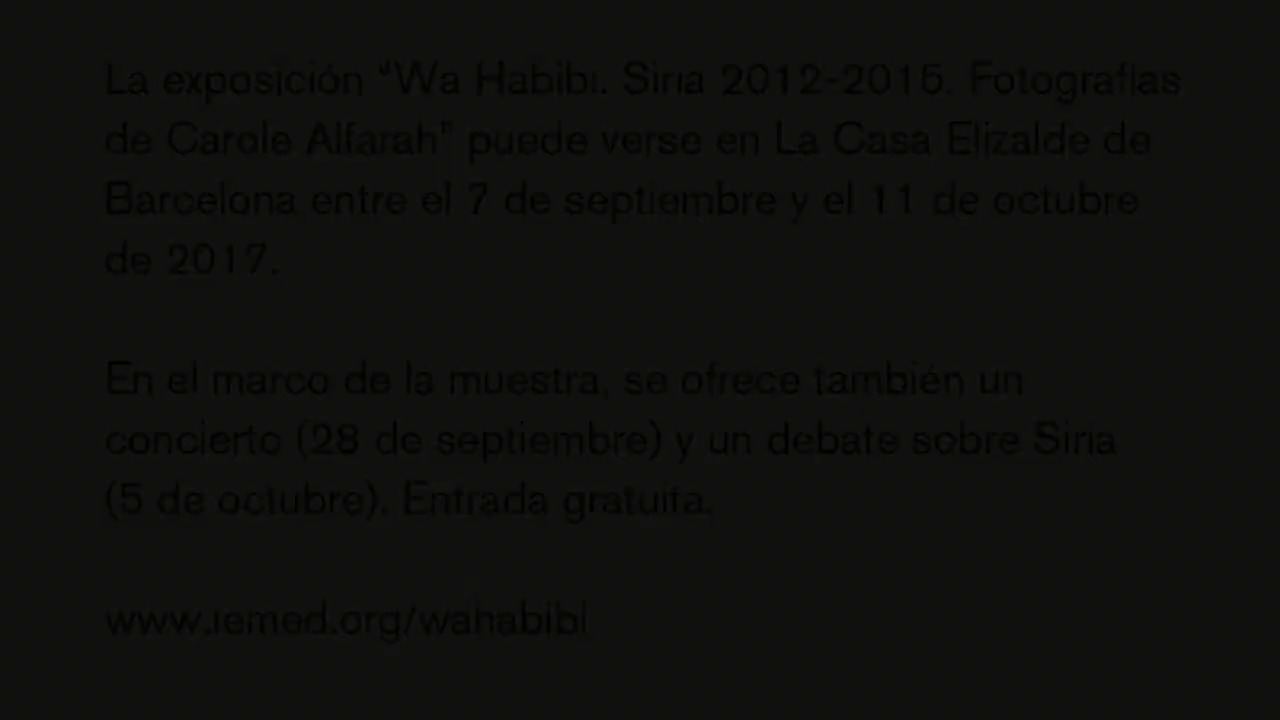 La exposición "Wa Habibi. Siria 2012-2015. Fotografías
de Carole Alfarah" puede verse en La Casa Elizalde de
Barcelona entre el 7 de septiembre y el 11 de octubre
de 2017.
En el marco de la muestra, se ofrece también un
concierto (28 de septiembre) y un debate sobre Siria
(5 de octubre). Entrada gratuita.
www.iemed.org/wahabibi